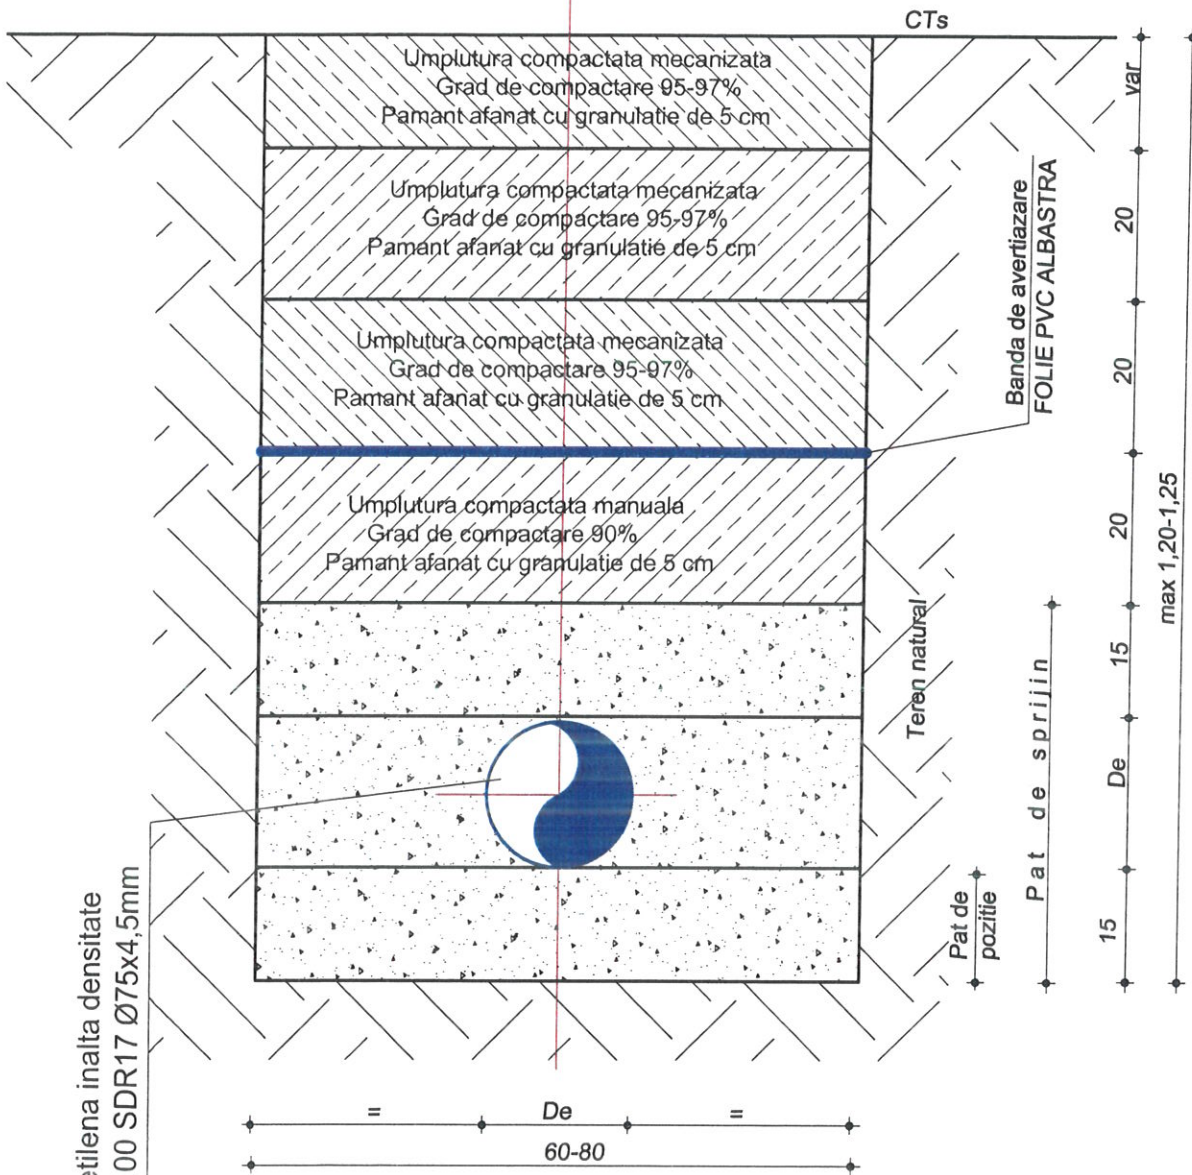 CTs
Umplutura compactata mecanizata
Grad de compactare 95-97%
Pamant afanat cu granulatie de 5 cm
var
Umplutura compactata mecanizata
Grad de compactare 95-97%
Pamant afanat cu granulatie de 5 cm
20
Banda de avertiazare
FOLIE PVC ALBASTRA
Umplutura compactata mecanizata
Grad de compactare 95-97%
Pamant afanat cu granulatie de 5 cm
20
Umplutura compactata manuala
Grad de compactare 90%
Pamant afanat cu granulatie de 5 cm
20
max 1,20-1,25
Teren natural
Pat de sprijin
15
De
Pat de
pozitie
15
inalta densitate
SDR17 Ø75x4,5mm
= De =
60-80